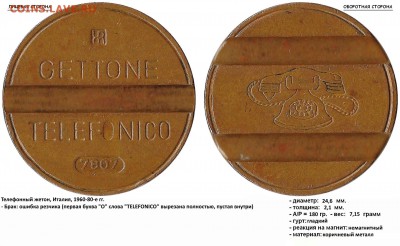 COINS.LAVE.RU
ЛИЦЕВАЯ СТОРОНА
ОБОРОТНАЯ СТОРОНА
GETTONE
TELEFONICO
7807
Телефонный жетон, Италия, 1960-80-е гг.
- Брак: ошибка резчика (первая буква "О" слова "TELEFONICO" вырезана полностью, пустая внутри)
- диаметр: 24,6 мм.
- толщина: 2,1 мм.
- А/Р = 180 гр. - вес: 7,15 грамм
- гурт: гладкий
- реакция на магнит: немагнитный
- материал: коричневый металл